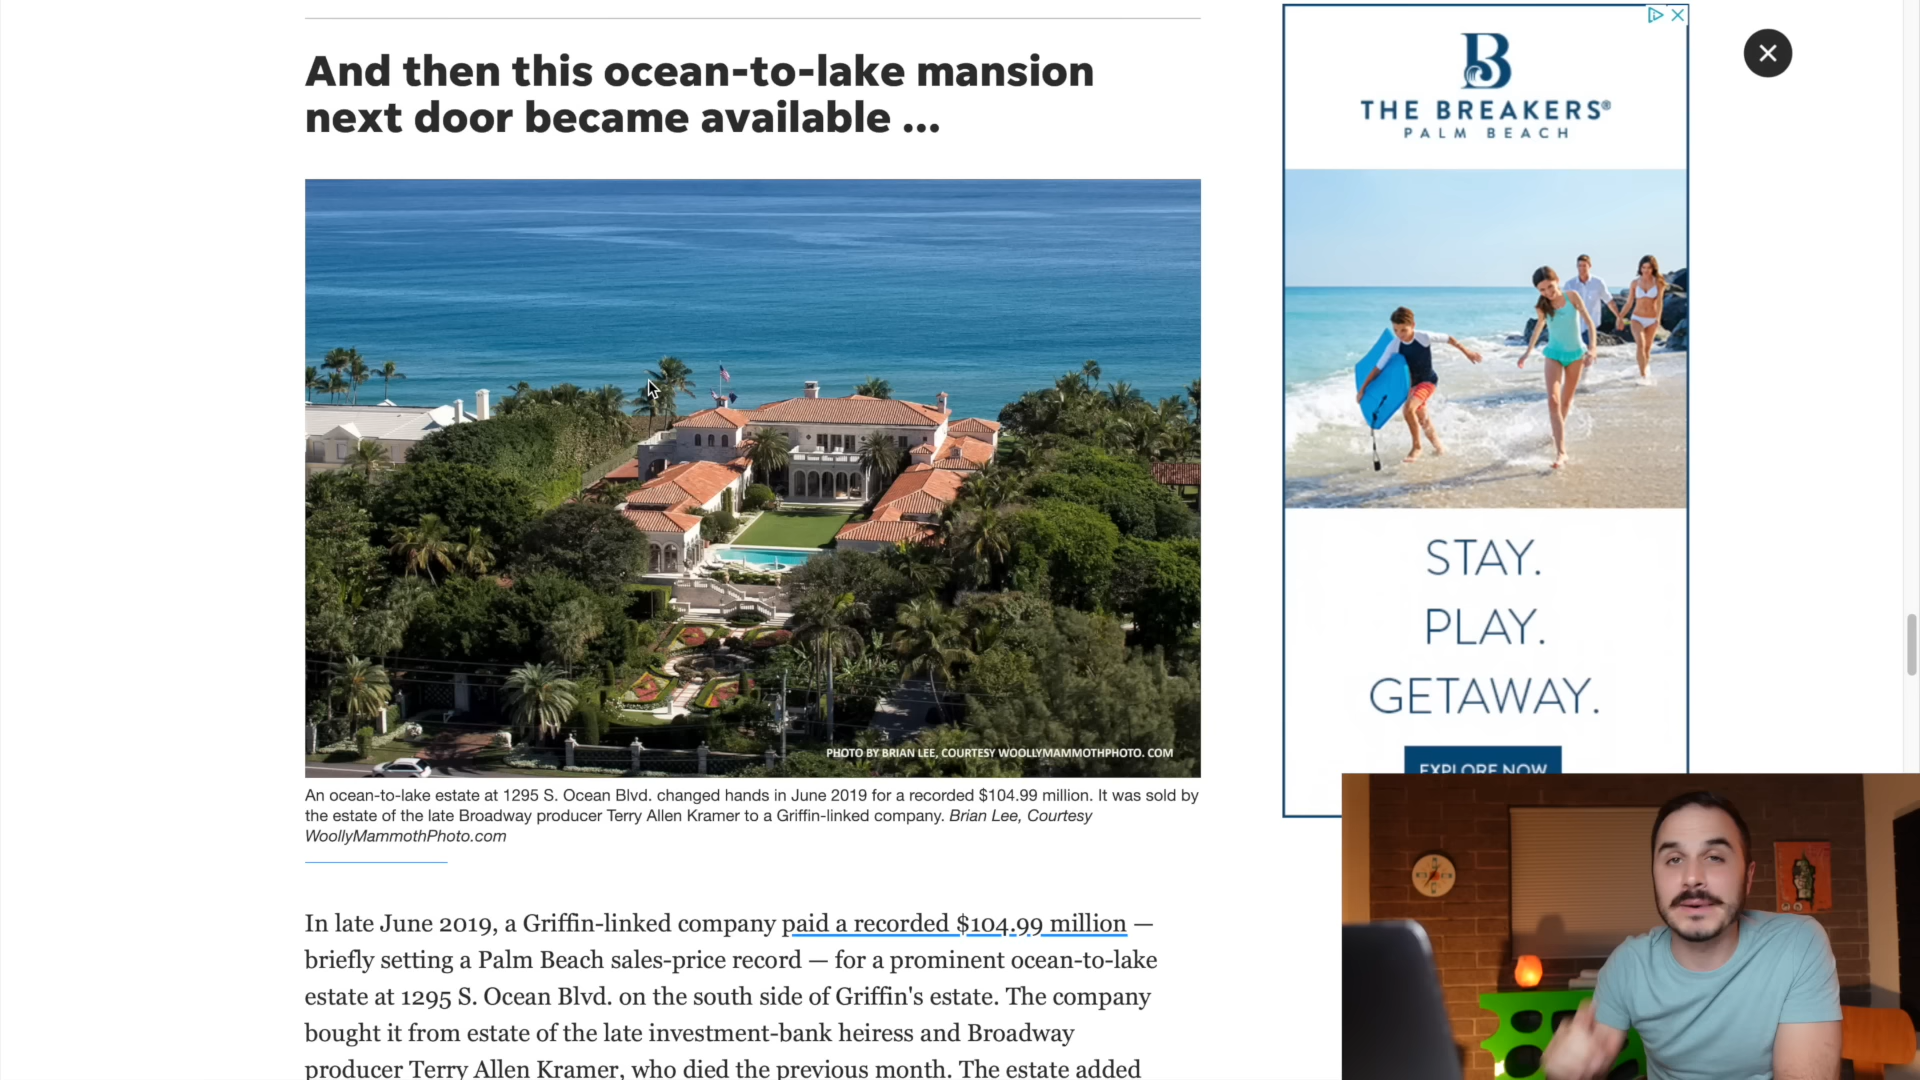 And then this ocean-to-lake mansion
next door became available ...
PHOTO BY BRIAN LEE, COURTESY WOOLLYMAMMOTHPHOTO. COM
An ocean-to-lake estate at 1295 S. Ocean Blvd. changed hands in June 2019 for a recorded $104.99 million. It was sold by
the estate of the late Broadway producer Terry Allen Kramer to a Griffin-linked company. Brian Lee, Courtesy
WoollyMammothPhoto.com
In late June 2019, a Griffin-linked company paid a recorded $104.99 million —
briefly setting a Palm Beach sales-price record — for a prominent ocean-to-lake
estate at 1295 S. Ocean Blvd. on the south side of Griffin's estate. The company
bought it from estate of the late investment-bank heiress and Broadway
producer Terry Allen Kramer, who died the previous month. The estate added
B
THE BREAKERS®
PALM BEACH
STAY.
PLAY.
GETAWAY.
EXPLORE NOW